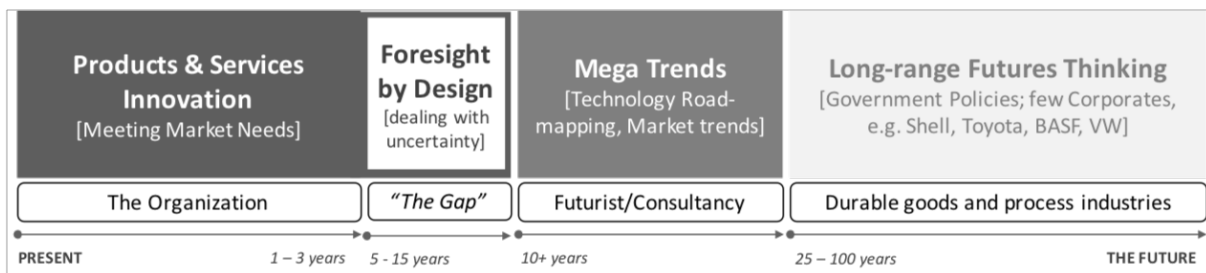 Products & Services
Innovation
[Meeting Market Needs]
Foresight
by Design
[dealing with
uncertainty]
Mega Trends
[Technology Road-
mapping, Market trends]
Long-range Futures Thinking
[Government Policies; few Corporates,
e.g. Shell, Toyota, BASF, VW]
The Organization
“The Gap”
Futurist/Consultancy
Durable goods and process industries
PRESENT
1 – 3 years
5 - 15 years
10+ years
25 – 100 years
THE FUTURE